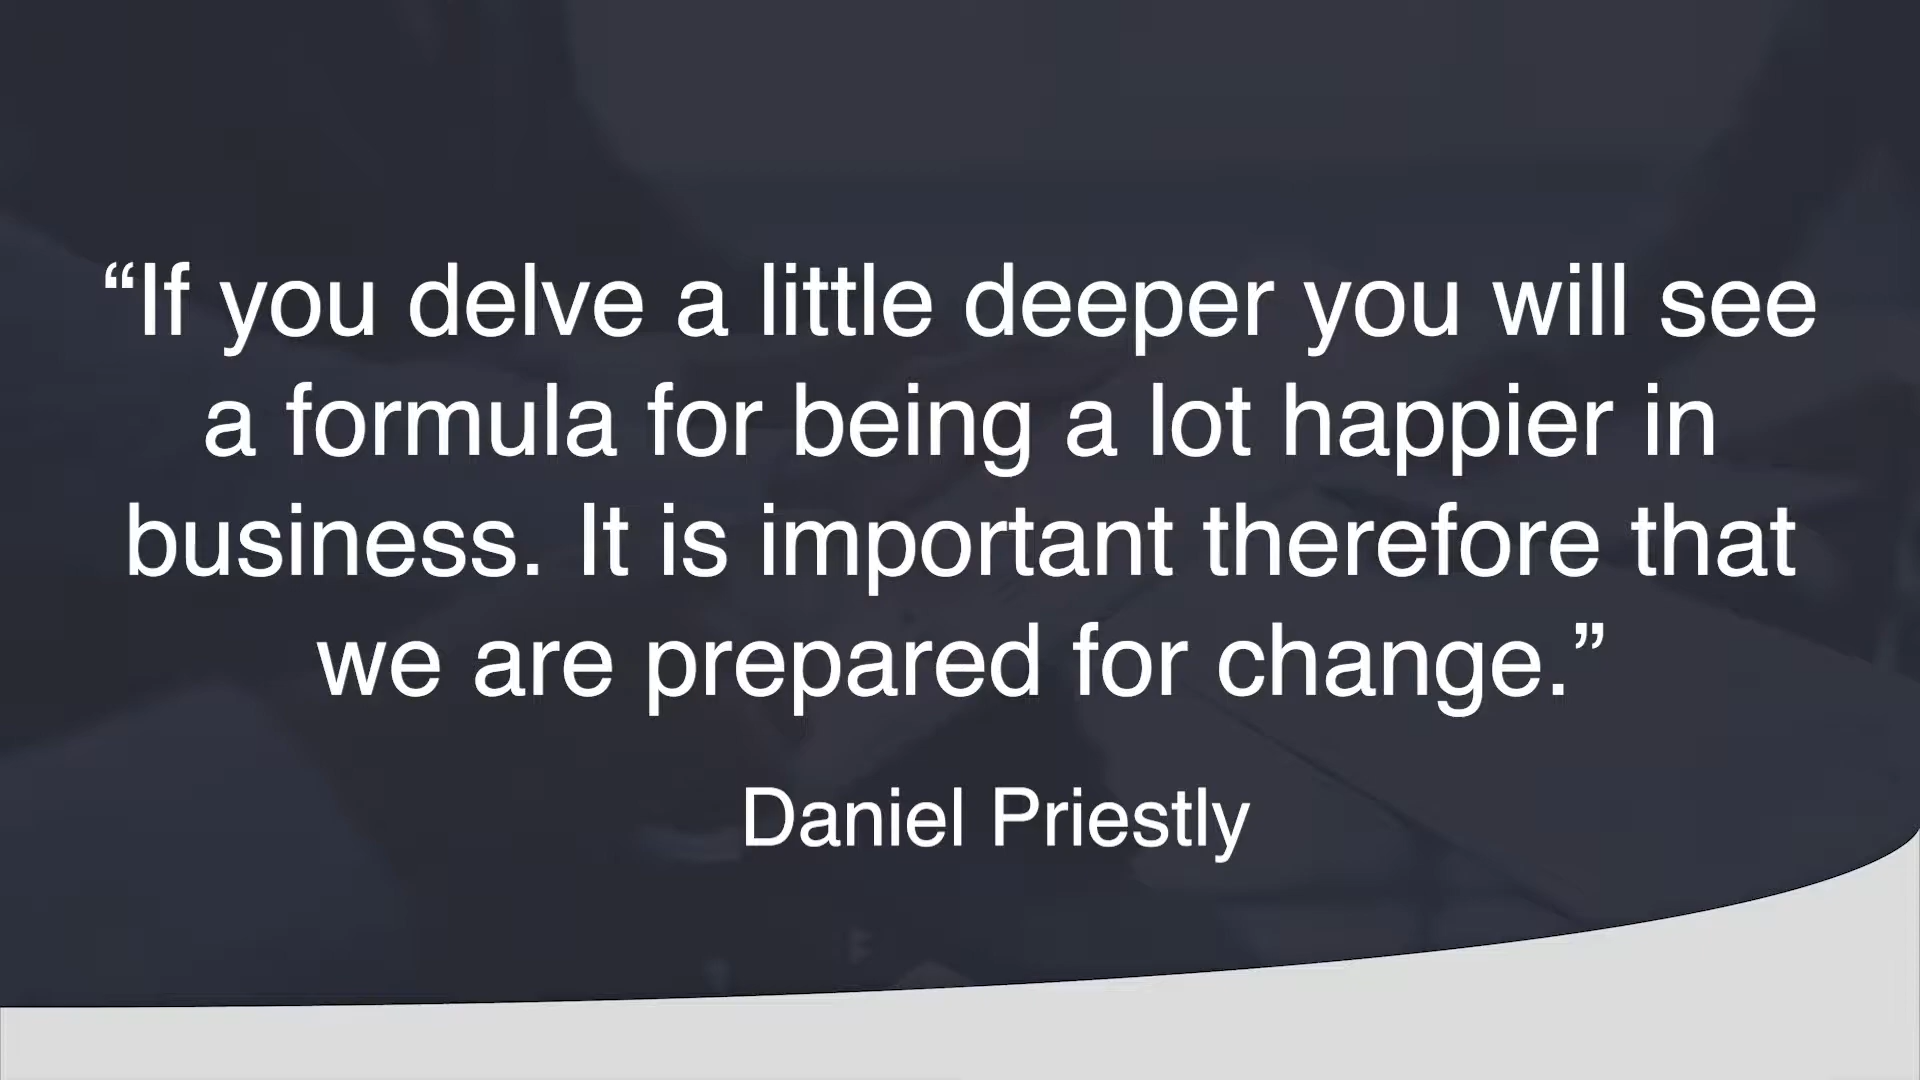 “If you delve a little deeper you will see
a formula for being a lot happier in
business. It is important therefore that
we are prepared for change.”
Daniel Priestly